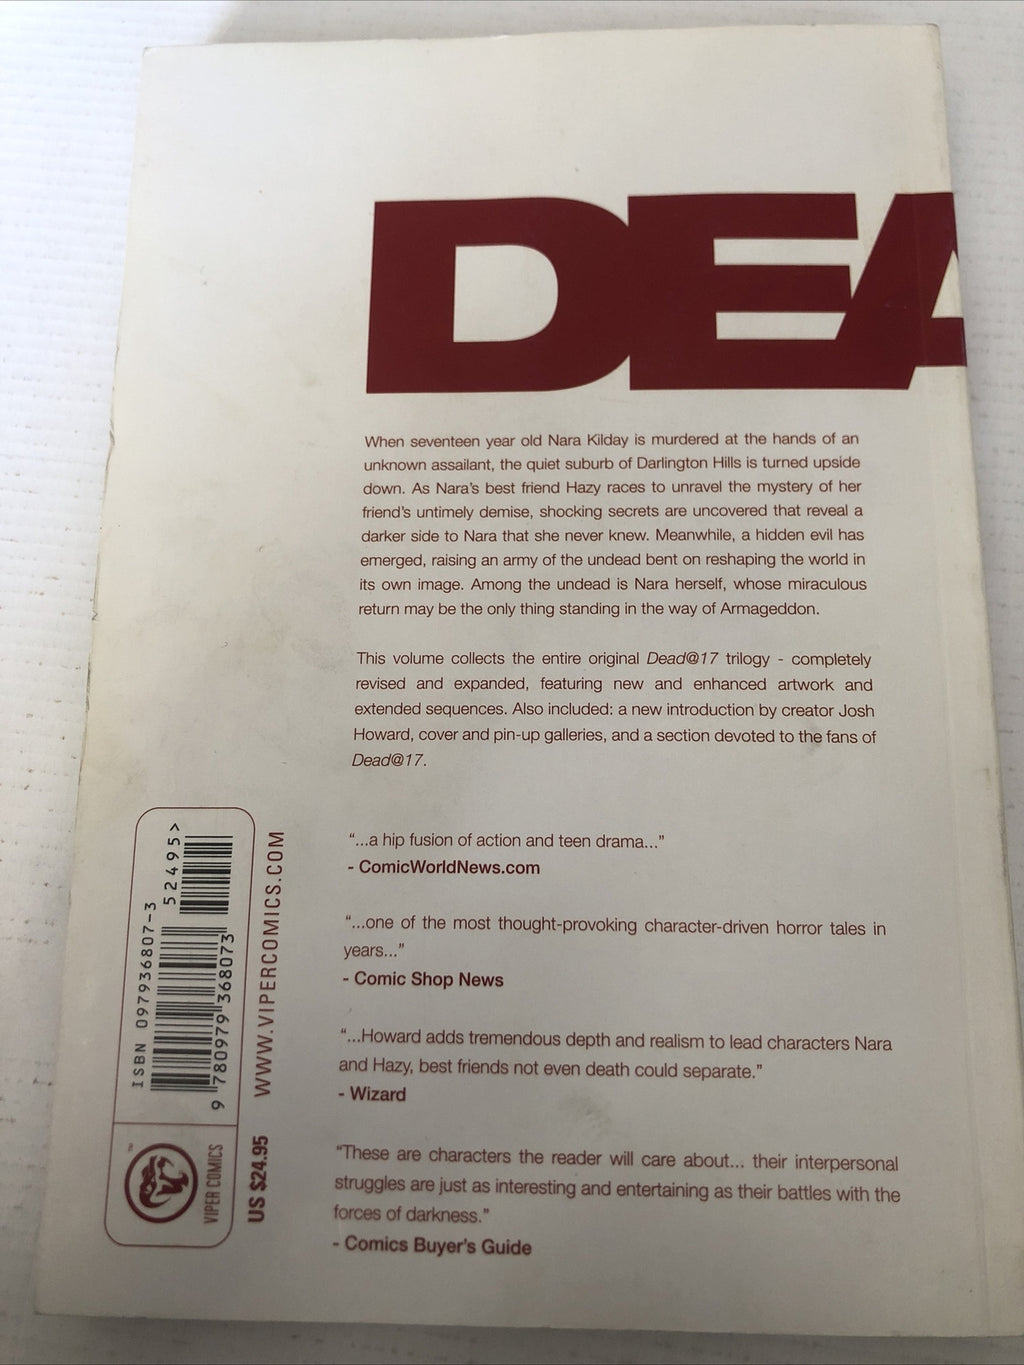 DEA
When seventeen year old Nara Kilday is murdered at the hands of an
unknown assailant, the quiet suburb of Darlington Hills is turned upside
down. As Nara's best friend Hazy races to unravel the mystery of her
friend's untimely demise, shocking secrets are uncovered that reveal a
darker side to Nara that she never knew. Meanwhile, a hidden evil has
emerged, raising an army of the undead bent on reshaping the world in
its own image. Among the undead is Nara herself, whose miraculous
return may be the only thing standing in the way of Armageddon.
This volume collects the entire original Dead@17 trilogy - completely
revised and expanded, featuring new and enhanced artwork and
extended sequences. Also included: a new introduction by creator Josh
Howard, cover and pin-up galleries, and a section devoted to the fans of
Dead@17.
"...a hip fusion of action and teen drama..."
- ComicWorldNews.com
"...one of the most thought-provoking character-driven horror tales in
years..."
- Comic Shop News
"...Howard adds tremendous depth and realism to lead characters Nara
and Hazy, best friends not even death could separate."
- Wizard
"These are characters the reader will care about... their interpersonal
struggles are just as interesting and entertaining as their battles with the
forces of darkness."
- Comics Buyer's Guide
ISBN 097936807-3
52495>
9 780979 368073
VIPER COMICS
™
US $24.95
WWW.VIPERCOMICS.COM